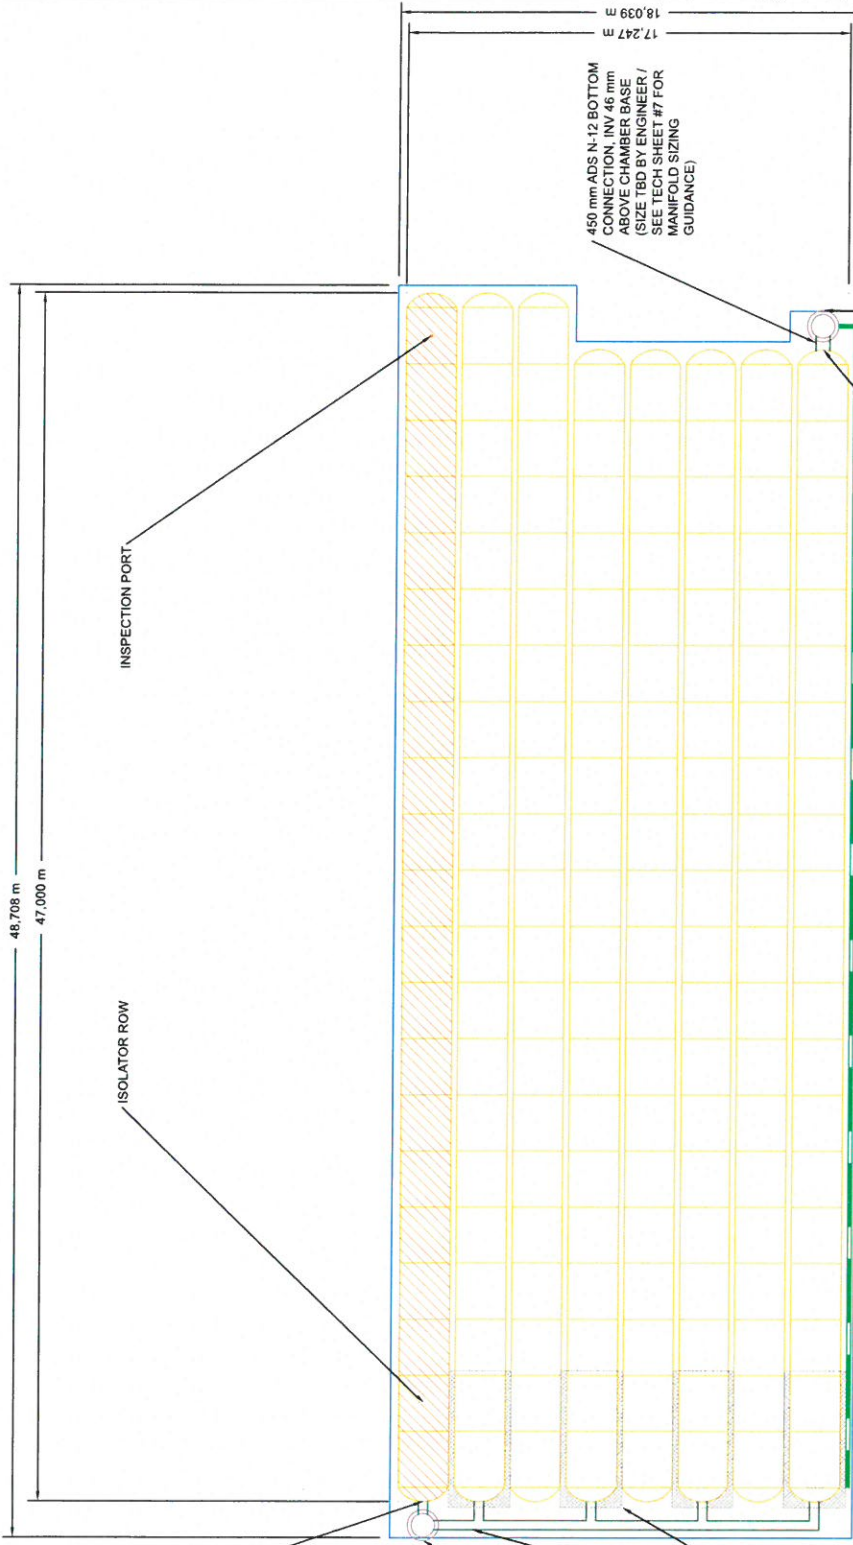 18,039 m
17,247 m
450 mm ADS N-12 BOTTOM
CONNECTION, INV 46 mm
ABOVE CHAMBER BASE
(SIZE TBD BY ENGINEER /
SEE TECH SHEET #7 FOR
MANIFOLD SIZING
GUIDANCE)
INSPECTION PORT
48,708 m
47,000 m
ISOLATOR ROW